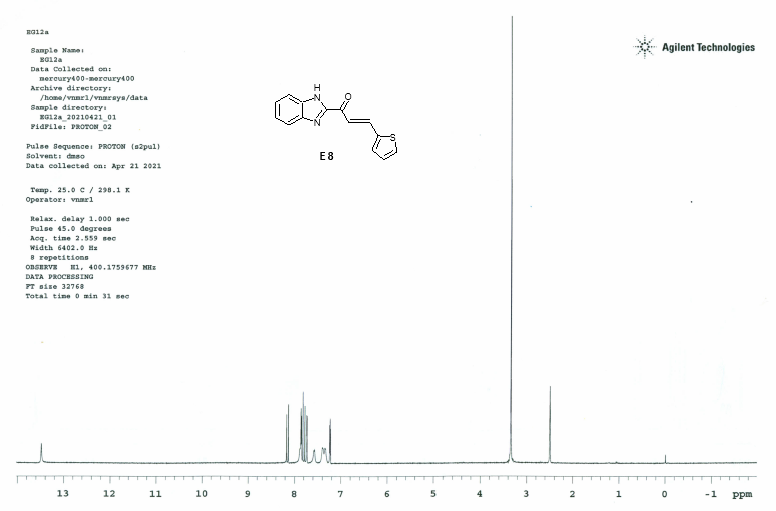 EG12a
Sample Name:
EG12a
Data Collected on:
mercury400-mercury400
Archive directory:
/home/vnmr1/vnmrsys/data
Sample directory:
EG12a_20210421_01
FidFile: PROTON_02
Pulse Sequence: PROTON (s2pul)
Solvent: dmso
Data collected on: Apr 21 2021
Temp. 25.0 C / 298.1 K
Operator: vnmr1
Relax. delay 1.000 sec
Pulse 45.0 degrees
Acq. time 2.559 sec
Width 6402.0 Hz
8 repetitions
OBSERVE H1, 400.1759677 MHz
DATA PROCESSING
FT size 32768
Total time 0 min 31 sec
Agilent Technologies
H
N
O
N
S
E8
13 12 11 10 9 8 7 6 5 4 3 2 1 0 -1 ppm